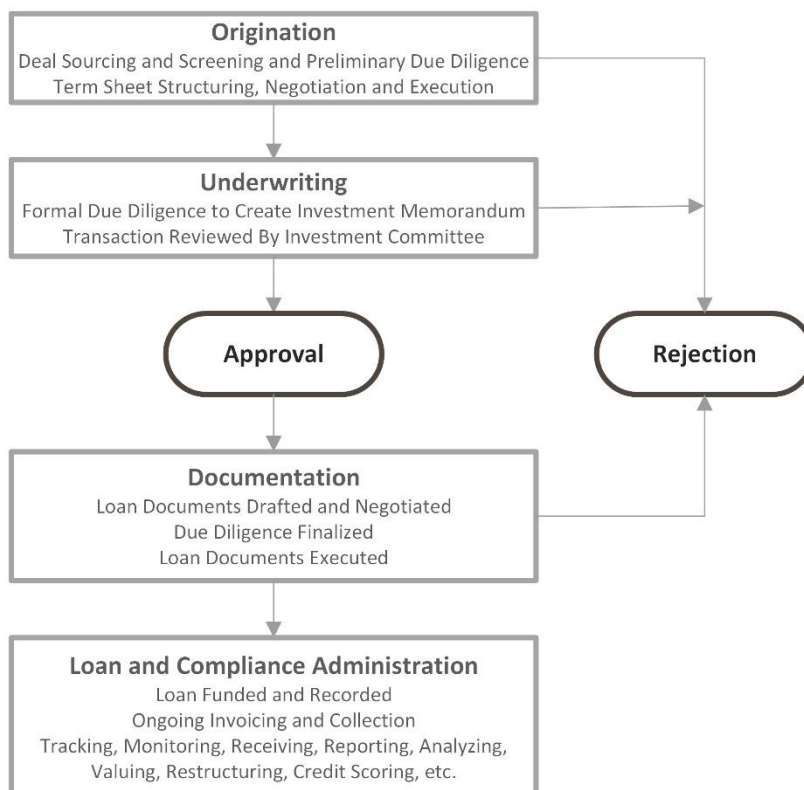 Origination
Deal Sourcing and Screening and Preliminary Due Diligence
Term Sheet Structuring, Negotiation and Execution
Underwriting
Formal Due Diligence to Create Investment Memorandum
Transaction Reviewed By Investment Committee
Approval
Rejection
Documentation
Loan Documents Drafted and Negotiated
Due Diligence Finalized
Loan Documents Executed
Loan and Compliance Administration
Loan Funded and Recorded
Ongoing Invoicing and Collection
Tracking, Monitoring, Receiving, Reporting, Analyzing,
Valuing, Restructuring, Credit Scoring, etc.